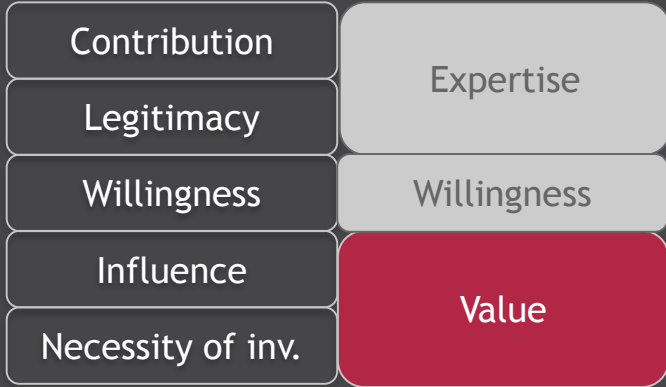 Contribution
Legitimacy
Expertise
Willingness
Willingness
Influence
Necessity of inv.
Value